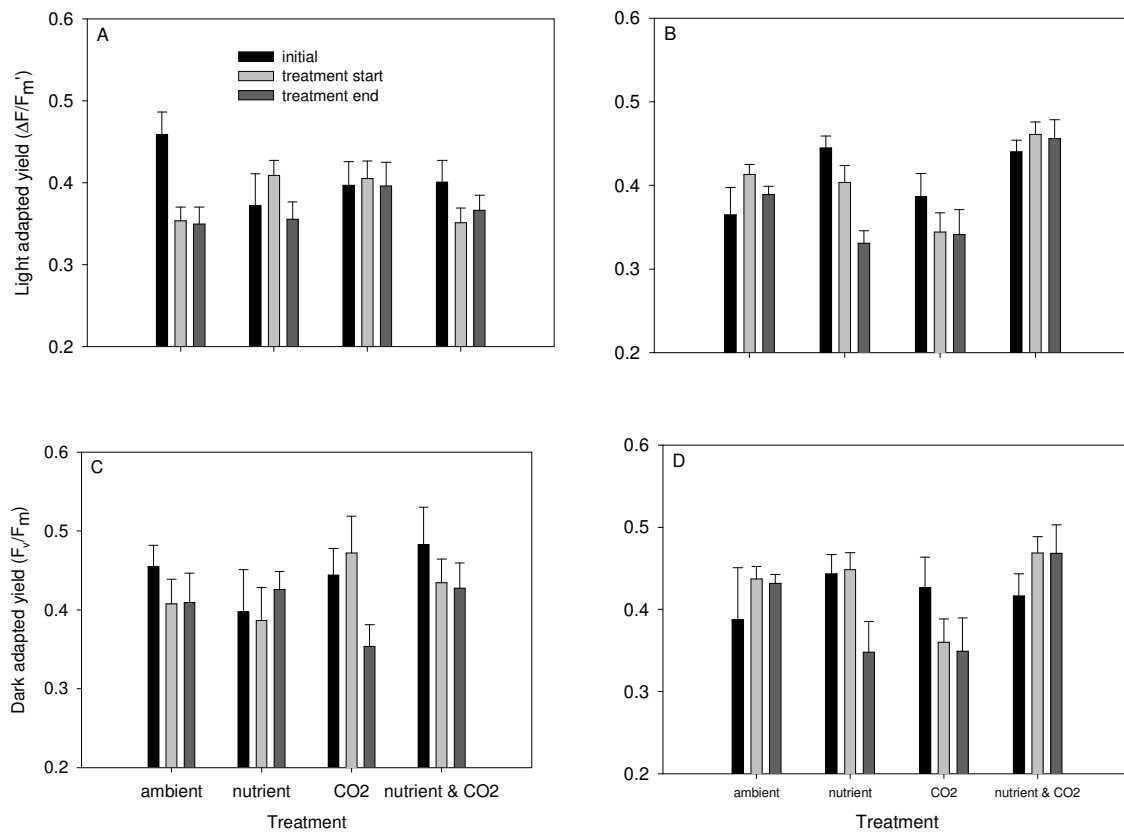 A
initial
treatment start
treatment end
0.6
0.5
0.4
0.3
0.2
Light adapted yield (ΔF/Fm')
B
0.6
0.5
0.4
0.3
0.2
C
0.6
0.5
0.4
0.3
0.2
Dark adapted yield (Fv/Fm)
ambient nutrient CO2 nutrient & CO2
Treatment
D
0.6
0.5
0.4
0.3
0.2
ambient nutrient CO2 nutrient & CO2
Treatment